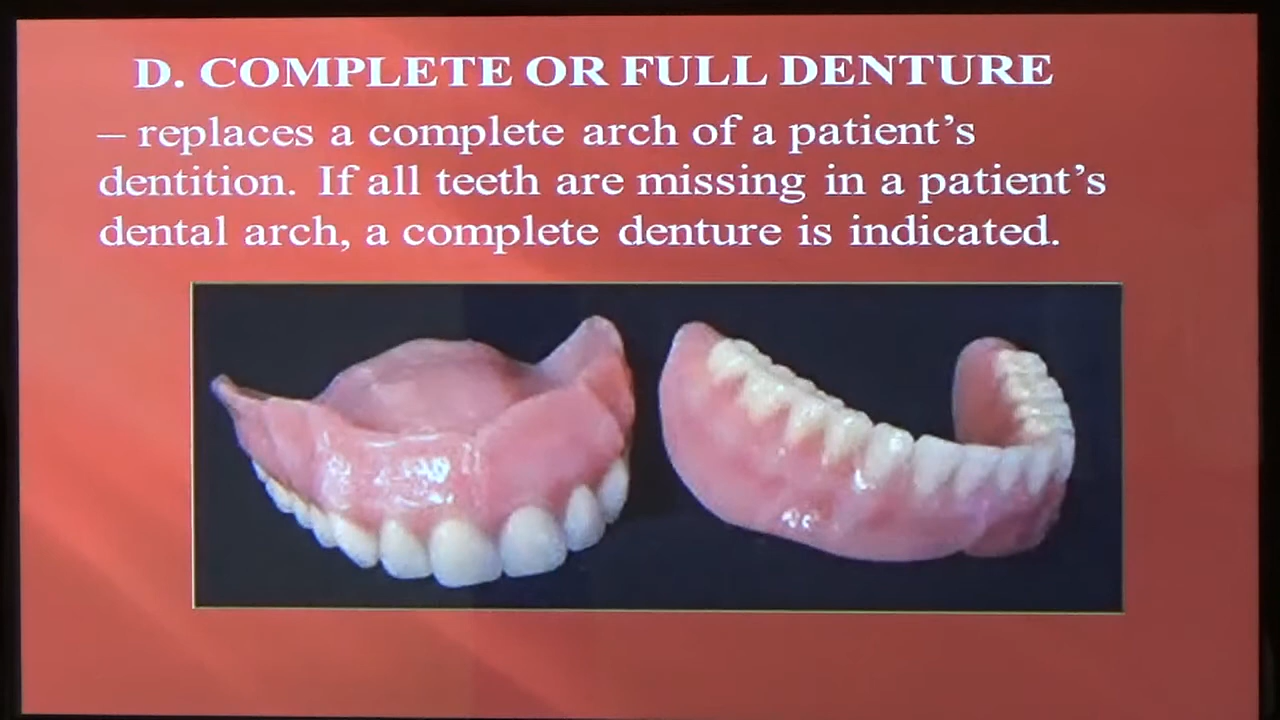 D. COMPLETE OR FULL DENTURE
– replaces a complete arch of a patient’s
dentition. If all teeth are missing in a patient’s
dental arch, a complete denture is indicated.